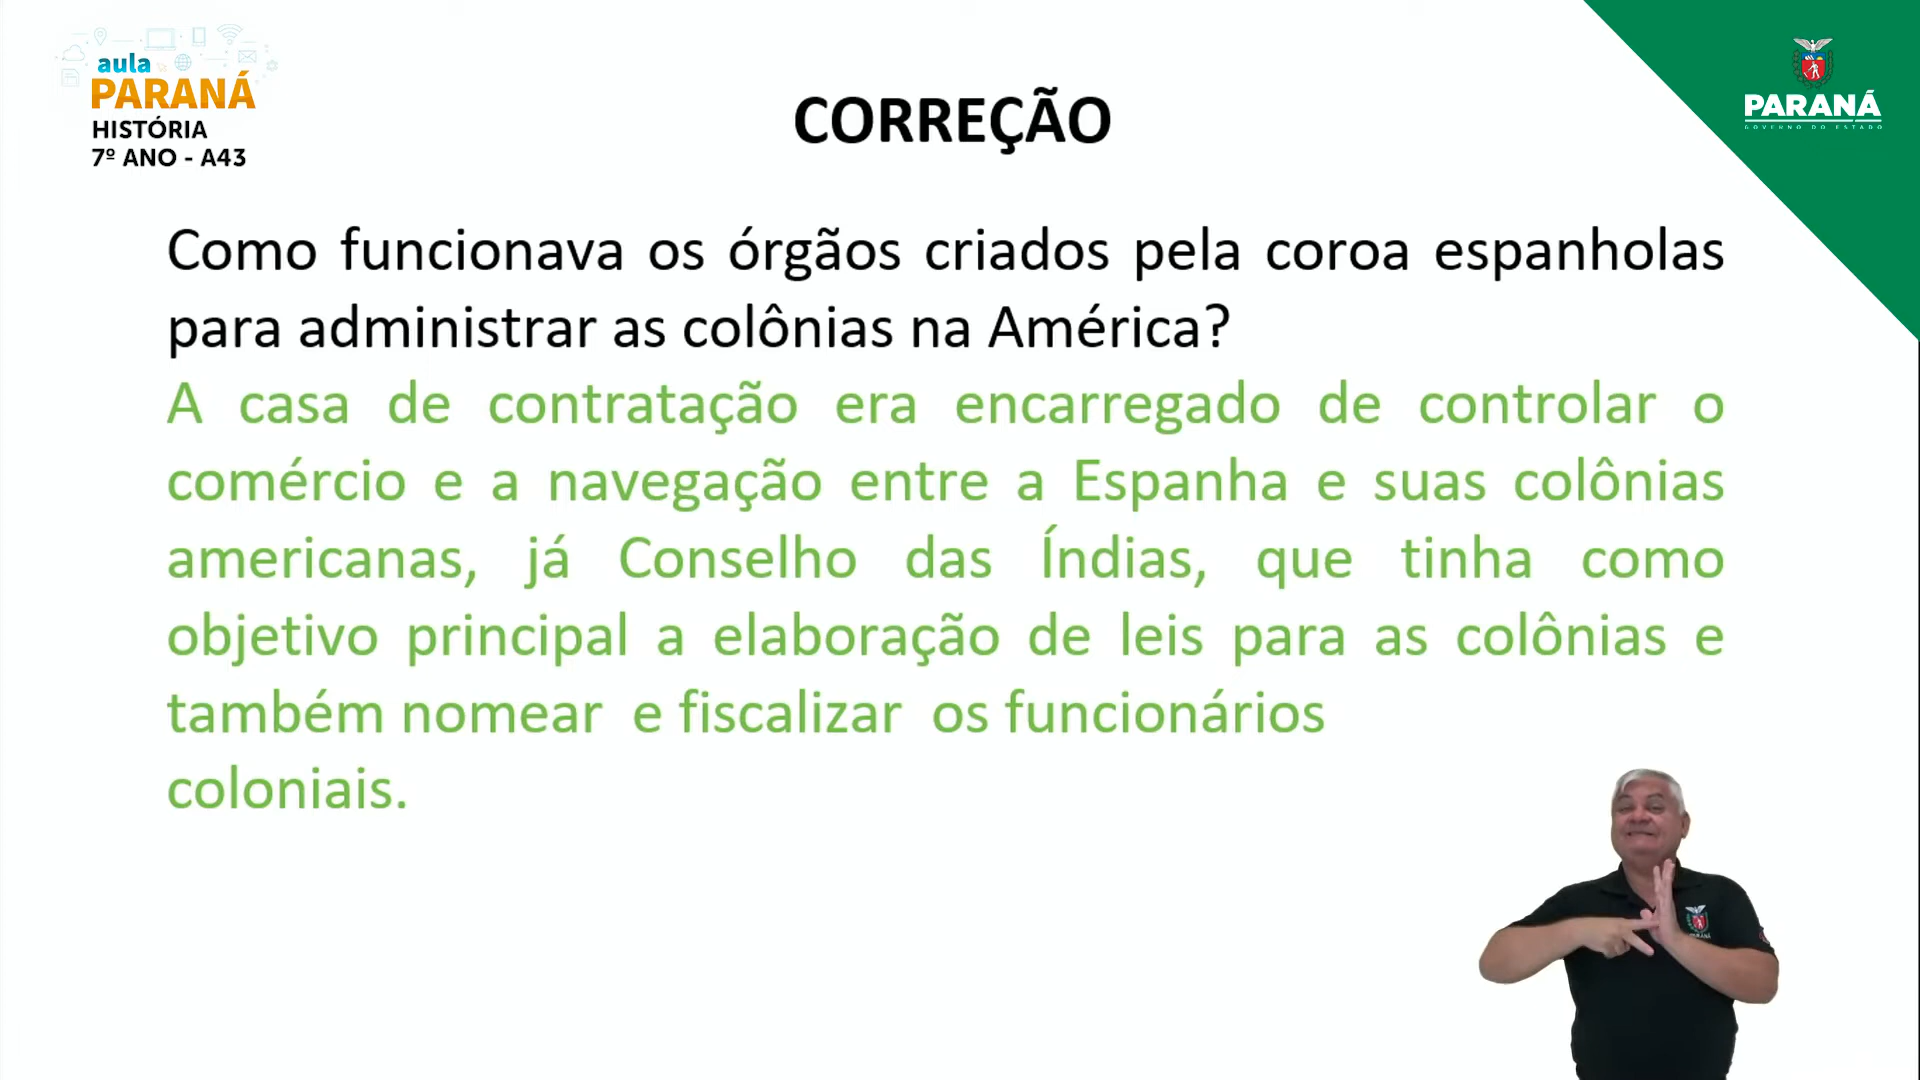 aula
PARANÁ
HISTÓRIA
7º ANO - A43
PARANÁ
GOVERNO DO ESTADO
CORREÇÃO
Como funcionava os órgãos criados pela coroa espanholas
para administrar as colônias na América?
A casa de contratação era encarregado de controlar o
comércio e a navegação entre a Espanha e suas colônias
americanas, já Conselho das Índias, que tinha como
objetivo principal a elaboração de leis para as colônias e
também nomear e fiscalizar os funcionários
coloniais.